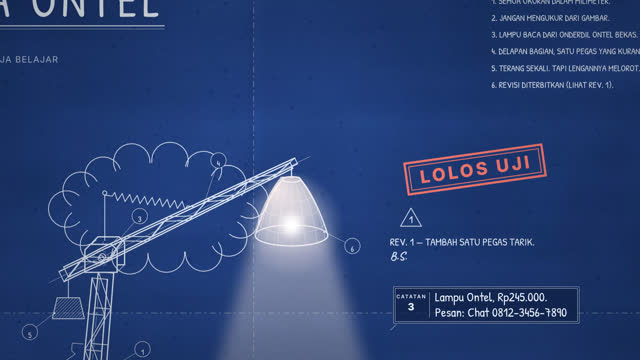 ONTEL
JA BELAJAR
1. SEMUA UKURAN DALAM MILIMETER.
2. JANGAN MENGUKUR DARI GAMBAR.
3. LAMPU BACA DARI ONDERDIL ONTEL BEKAS.
4. DELAPAN BAGIAN, SATU PEGAS YANG KURAN
5. TERANG SEKALI. TAPI LENGANNYA MELOROT.
6. REVISI DITERBITKAN (LIHAT REV. 1).
LOLOS UJI
1
REV. 1 — TAMBAH SATU PEGAS TARIK.
B.S.
CATATAN 3
Lampu Ontel, Rp245.000.
Pesan: Chat 0812-3456-7890
4
3
6
5
1